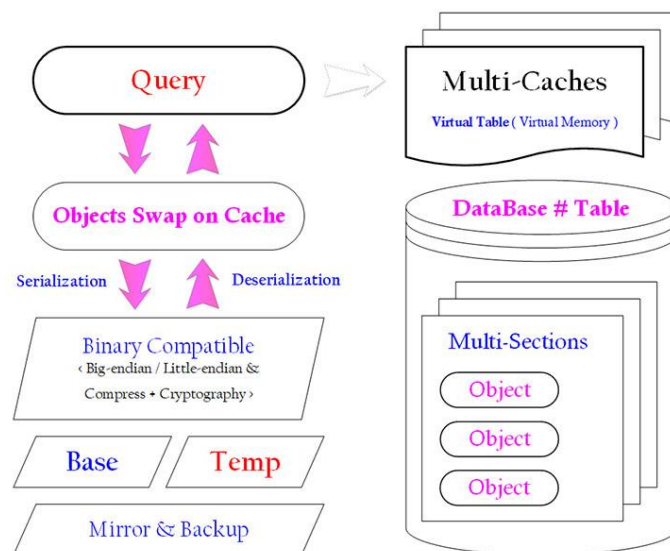 Query
Multi-Caches
Virtual Table ( Virtual Memory )
Objects Swap on Cache
DataBase # Table
Serialization
Deserialization
Binary Compatible
‹ Big-endian / Little-endian &
Compress + Cryptography ›
Multi-Sections
Object
Object
Object
Base
Temp
Mirror & Backup